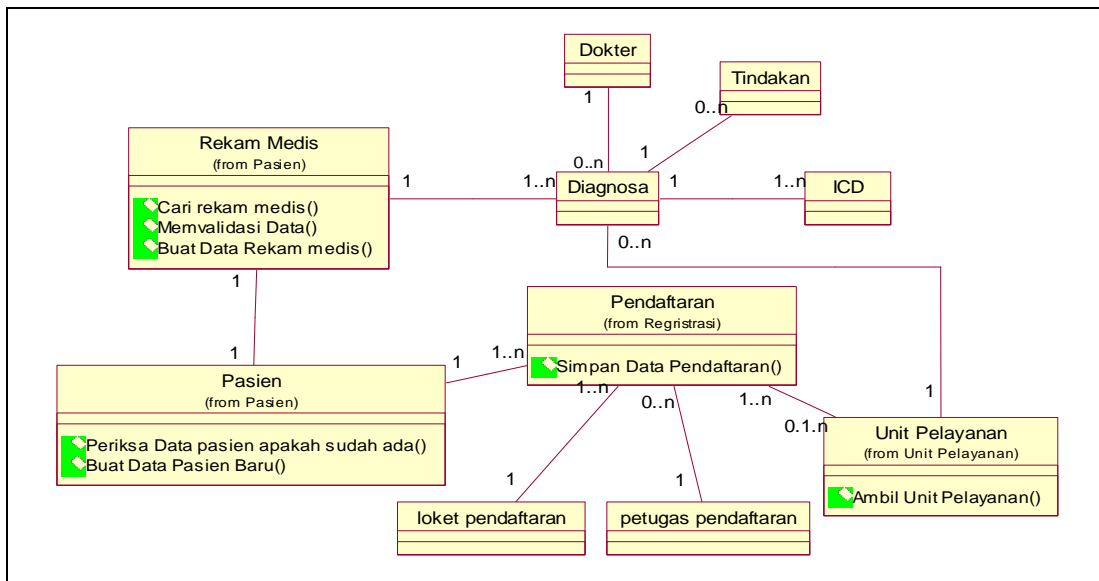 Dokter
Tindakan
1
0..n
Rekam Medis
(from Pasien)
0..n
1
1
1..n
Diagnosa
1
1..n
ICD
Cari rekam medis()
Memvalidasi Data()
Buat Data Rekam medis()
0..n
1
Pendaftaran
(from Regristrasi)
1
1
1..n
Simpan Data Pendaftaran()
Pasien
(from Pasien)
1..n
0..n
1..n
1
0.1.n
Unit Pelayanan
(from Unit Pelayanan)
Periksa Data pasien apakah sudah ada()
Buat Data Pasien Baru()
1
1
Ambil Unit Pelayanan()
loket pendaftaran
petugas pendaftaran